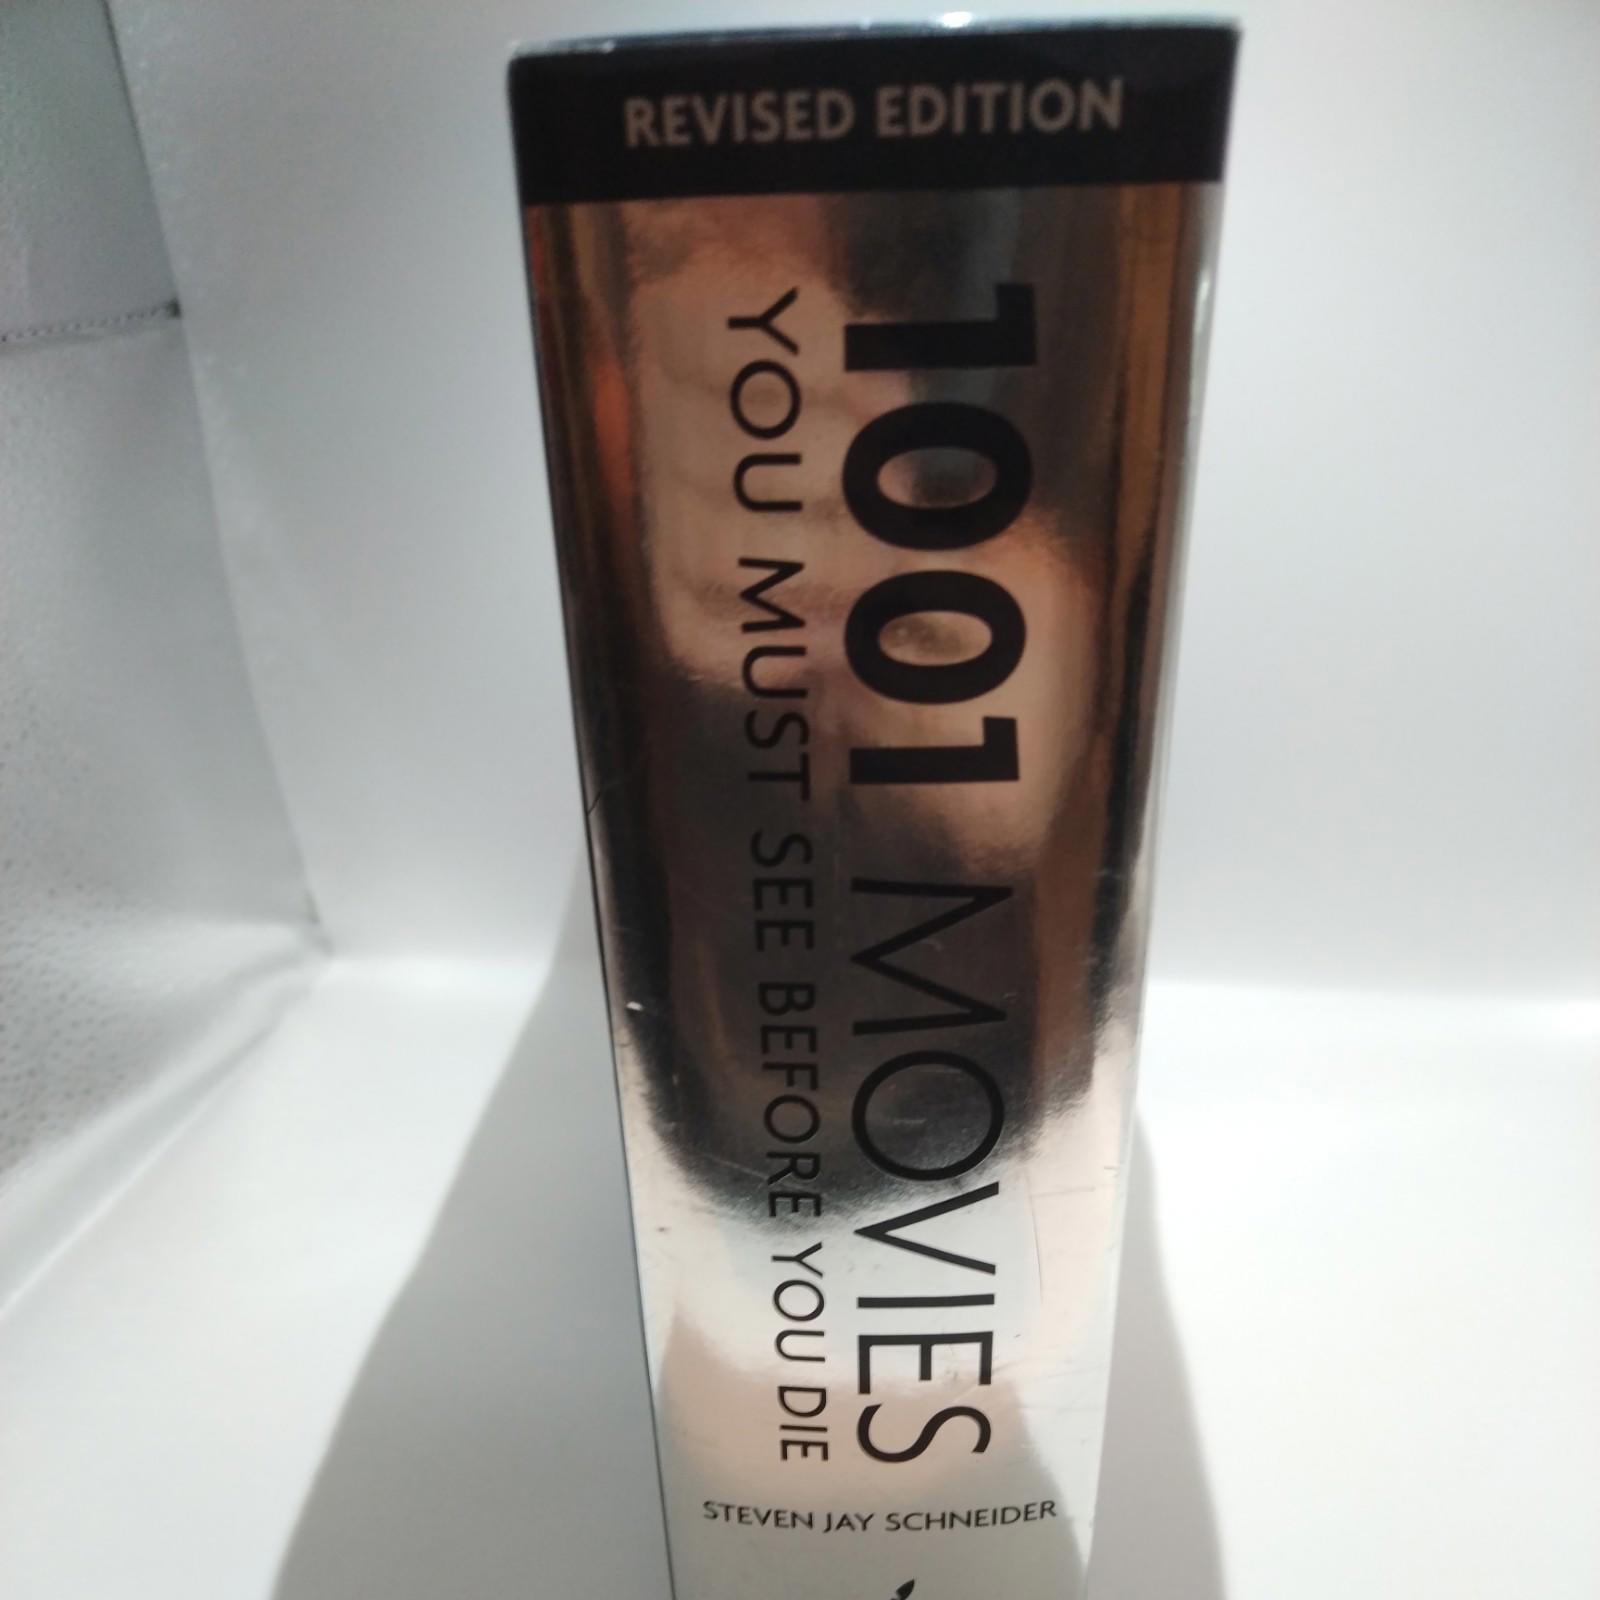 REVISED EDITION
1001 MOVIES
YOU MUST SEE BEFORE YOU DIE
STEVEN JAY SCHNEIDER